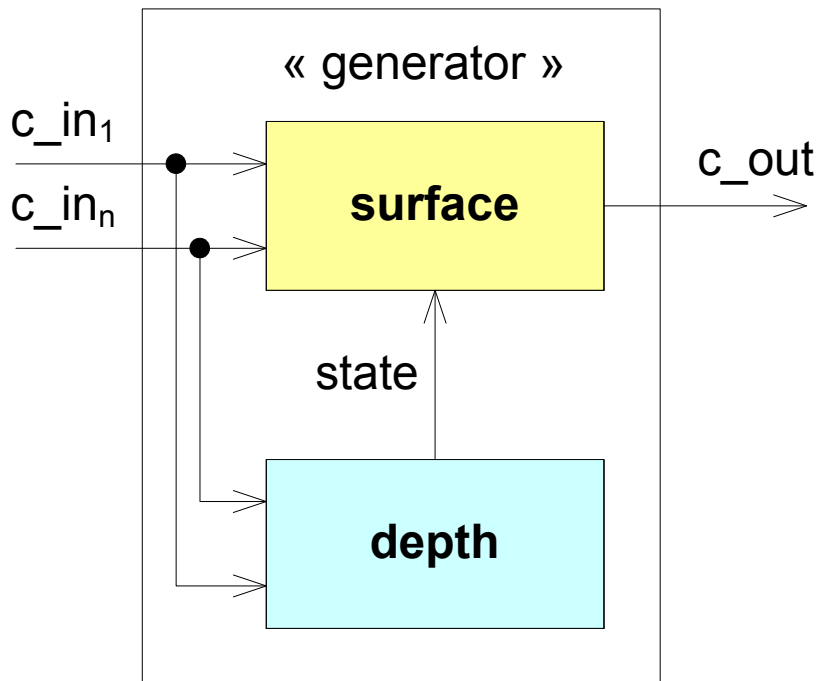 « generator »
c_in₁
c_inₙ
surface
c_out
state
depth